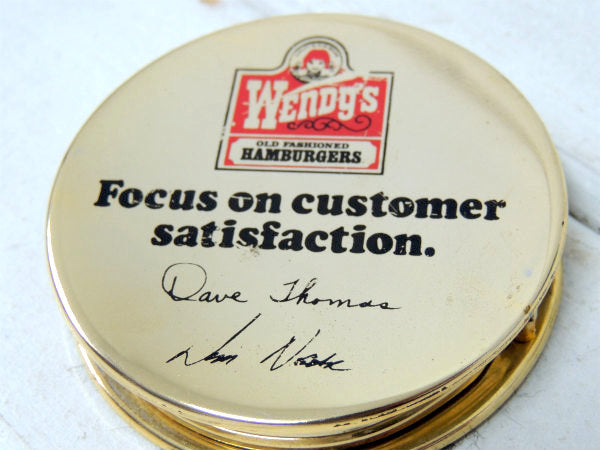 Wendy's
OLD FASHIONED
HAMBURGERS
Focus on customer
satisfaction.
Dave Thomas